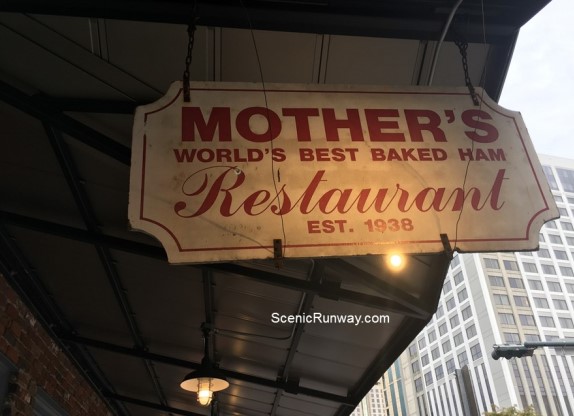 MOTHER'S
WORLD'S BEST BAKED HAM
Restaurant
EST. 1938
ScenicRunway.com